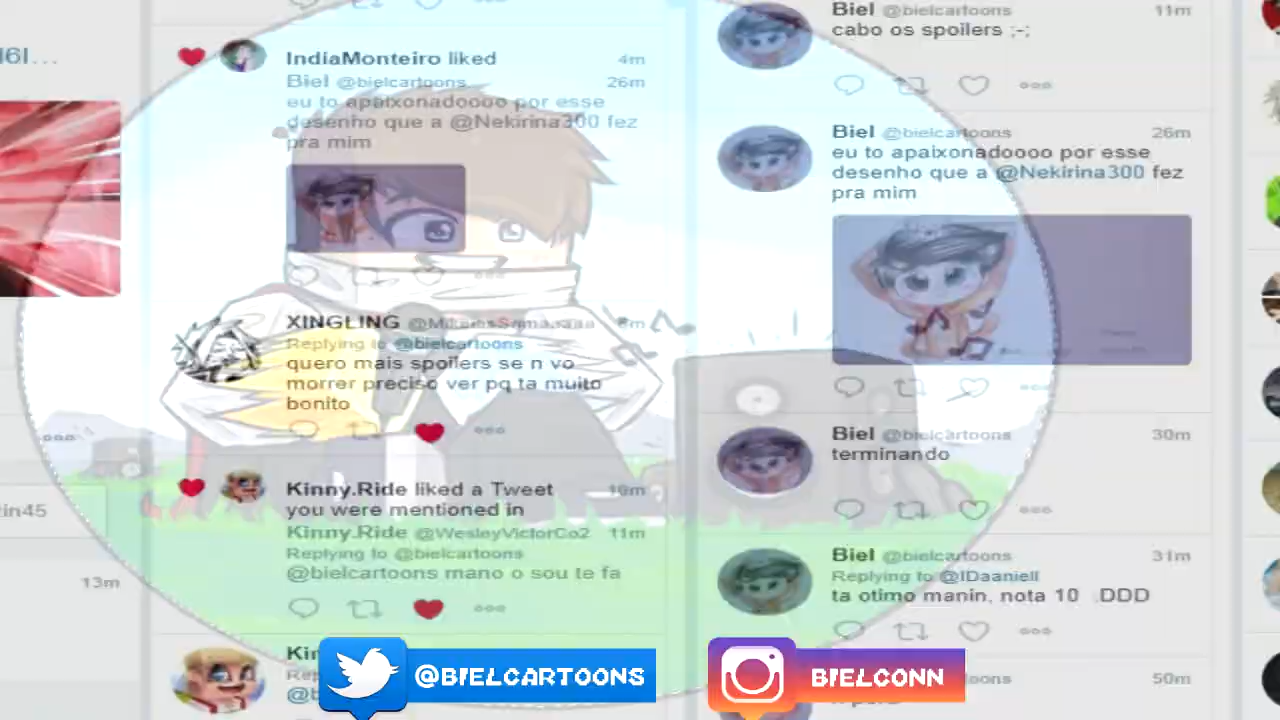 6l...
in45
13m
IndiaMonteiro liked 4m
Biel @bielcartoons 26m
eu to apaixonadoooo por esse
desenho que a @Nekirina300 fez
pra mim
XINGLING
Replying to @bielcartoons
quero mais spoilers se n vo
morrer preciso ver pq ta muito
bonito
Kinny.Ride liked a Tweet 10m
you were mentioned in
Kinny.Ride @WesleyVictorCo2 11m
Replying to @bielcartoons
@bielcartoons mano o sou te fa
Biel @bielcartoons 11m
cabo os spoilers ;-;
Biel @bielcartoons 26m
eu to apaixonadoooo por esse
desenho que a @Nekirina300 fez
pra mim
Biel @bielcartoons 30m
terminando
Biel @bielcartoons 31m
Replying to @IDaaniell
ta otimo manin, nota 10 .DDD
50m
@BIELCARTOONS
BIELCONN